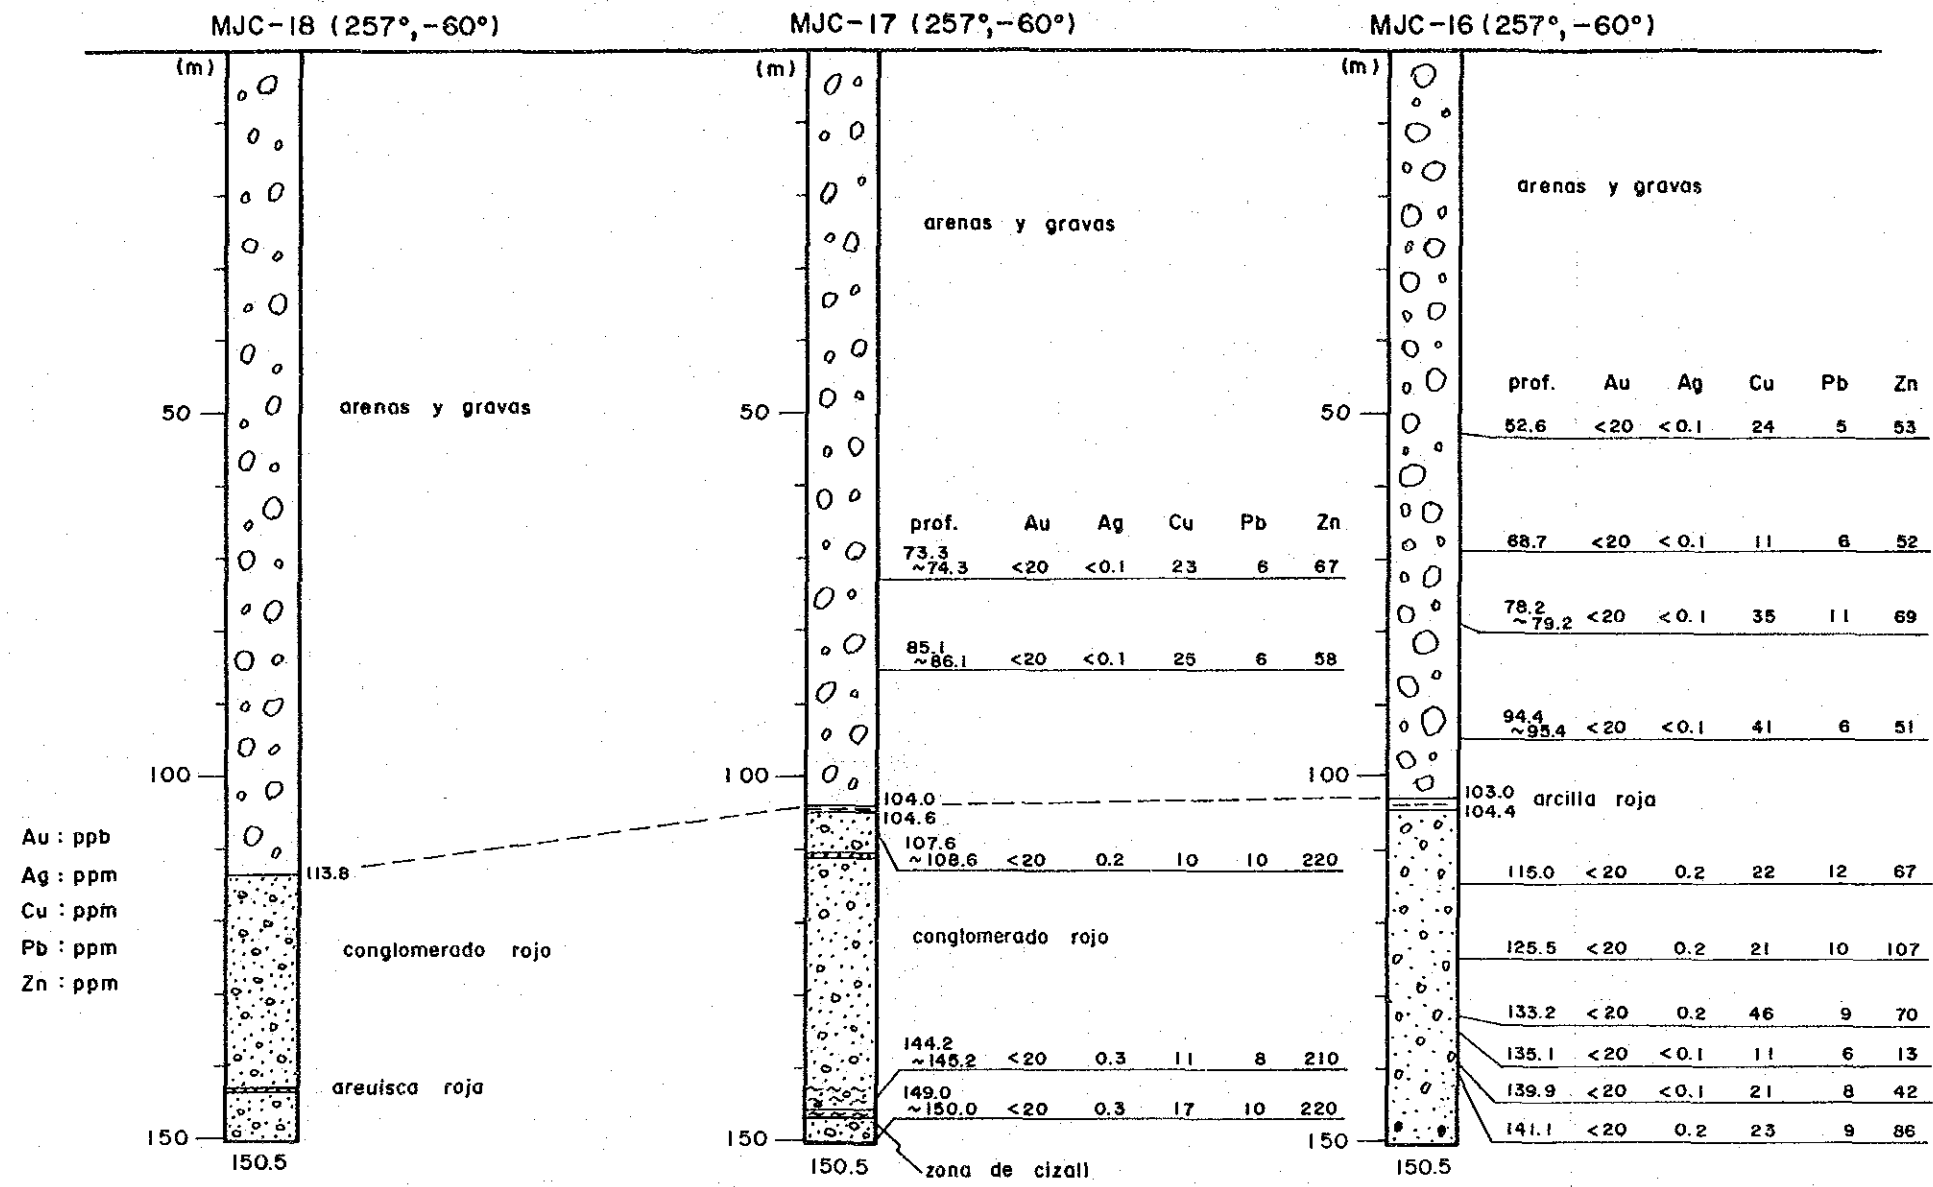 MJC-18 (257°,-60°)
(m)
50
100
150
150.5
arenas y gravas
113.8
conglomerado rojo
areuisca roja
Au : ppb
Ag : ppm
Cu : ppm
Pb : ppm
Zn : ppm
MJC-17 (257°,-60°)
(m)
50
100
150
150.5
arenas y gravas
prof. Au Ag Cu Pb Zn
73.3
~74.3 <20 <0.1 23 6 67
85.1
~86.1 <20 <0.1 25 6 58
104.0
104.6
107.6
~108.6 <20 0.2 10 10 220
conglomerado rojo
144.2
~145.2 <20 0.3 11 8 210
149.0
~150.0 <20 0.3 17 10 220
zona de cizall
MJC-16 (257°,-60°)
(m)
50
100
150
150.5
arenas y gravas
prof. Au Ag Cu Pb Zn
52.6 <20 <0.1 24 5 53
68.7 <20 <0.1 11 6 52
78.2
~79.2 <20 <0.1 35 11 69
94.4
~95.4 <20 <0.1 41 6 51
103.0 arcilla roja
104.4
115.0 <20 0.2 22 12 67
125.5 <20 0.2 21 10 107
133.2 <20 0.2 46 9 70
135.1 <20 <0.1 11 6 13
139.9 <20 <0.1 21 8 42
141.1 <20 0.2 23 9 86